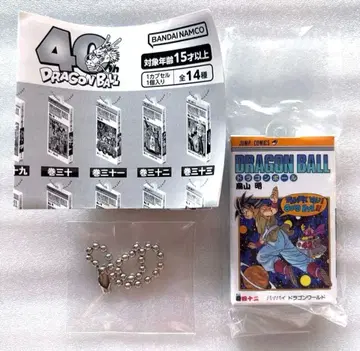 40th
DRAGON BALL
BANDAI NAMCO
対象年齢15才以上
1カプセル
1個入り
全14種
十九
巻三十
巻三十一
巻三十二
巻三十三
JUMP COMICS
DRAGON BALL
ドラゴンボール
鳥山 明
巻四十二
バイバイ ドラゴンワールド